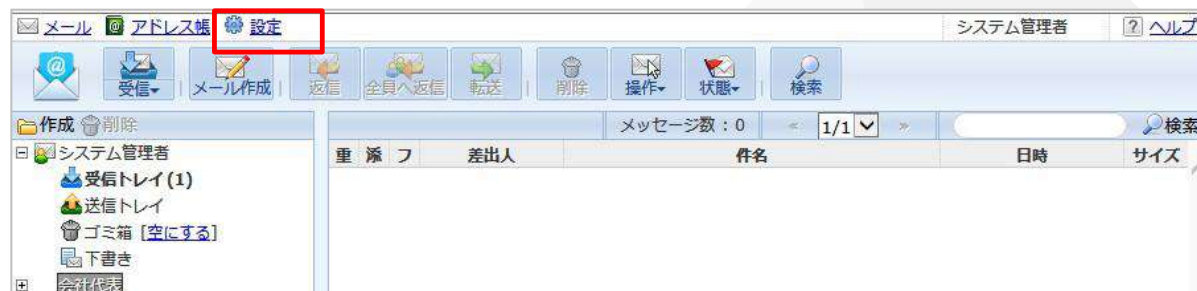 メール アドレス帳 設定 システム管理者 ? ヘルプ
受信▾ メール作成 返信 全員へ返信 転送 削除 操作▾ 状態▾ 検索
作成 削除 メッセージ数：0 « 1/1 » 検索
システム管理者 重 添 フ 差出人 件名 日時 サイズ
受信トレイ (1)
送信トレイ
ゴミ箱 [空にする]
下書き
会社代表